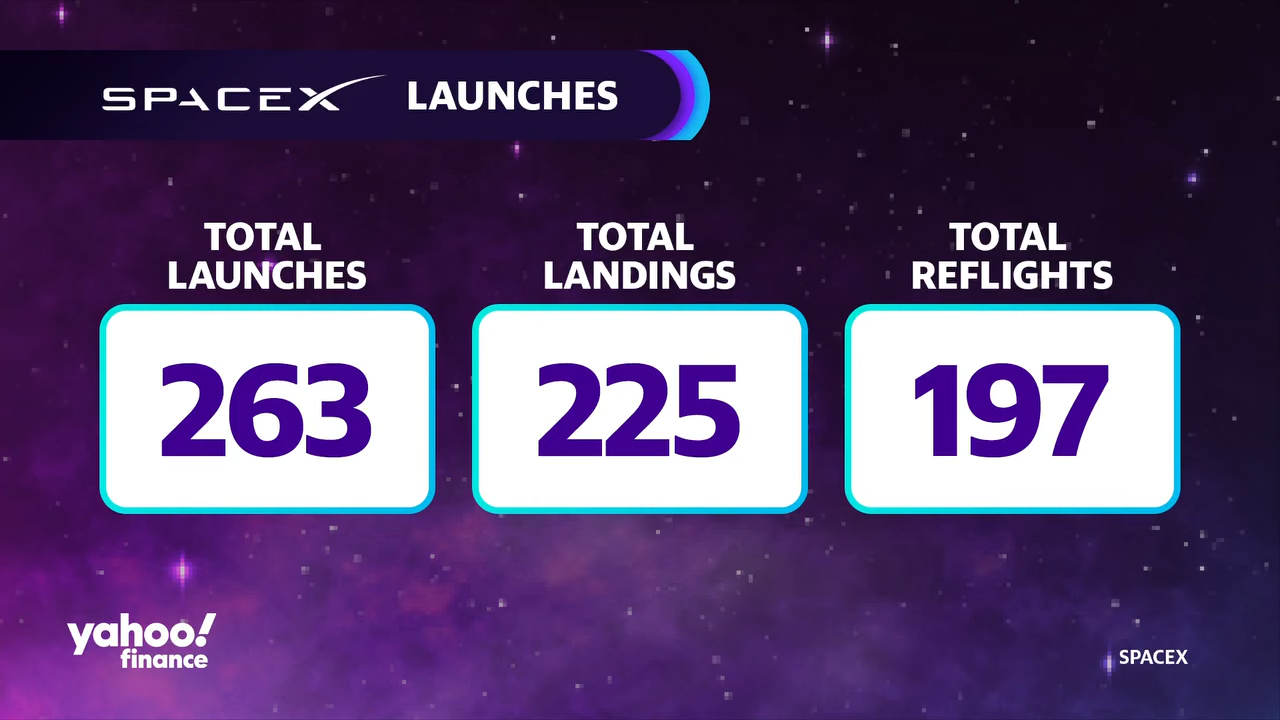 SPACEX LAUNCHES
TOTAL
LAUNCHES
263
TOTAL
LANDINGS
225
TOTAL
REFLIGHTS
197
yahoo!
finance
SPACEX